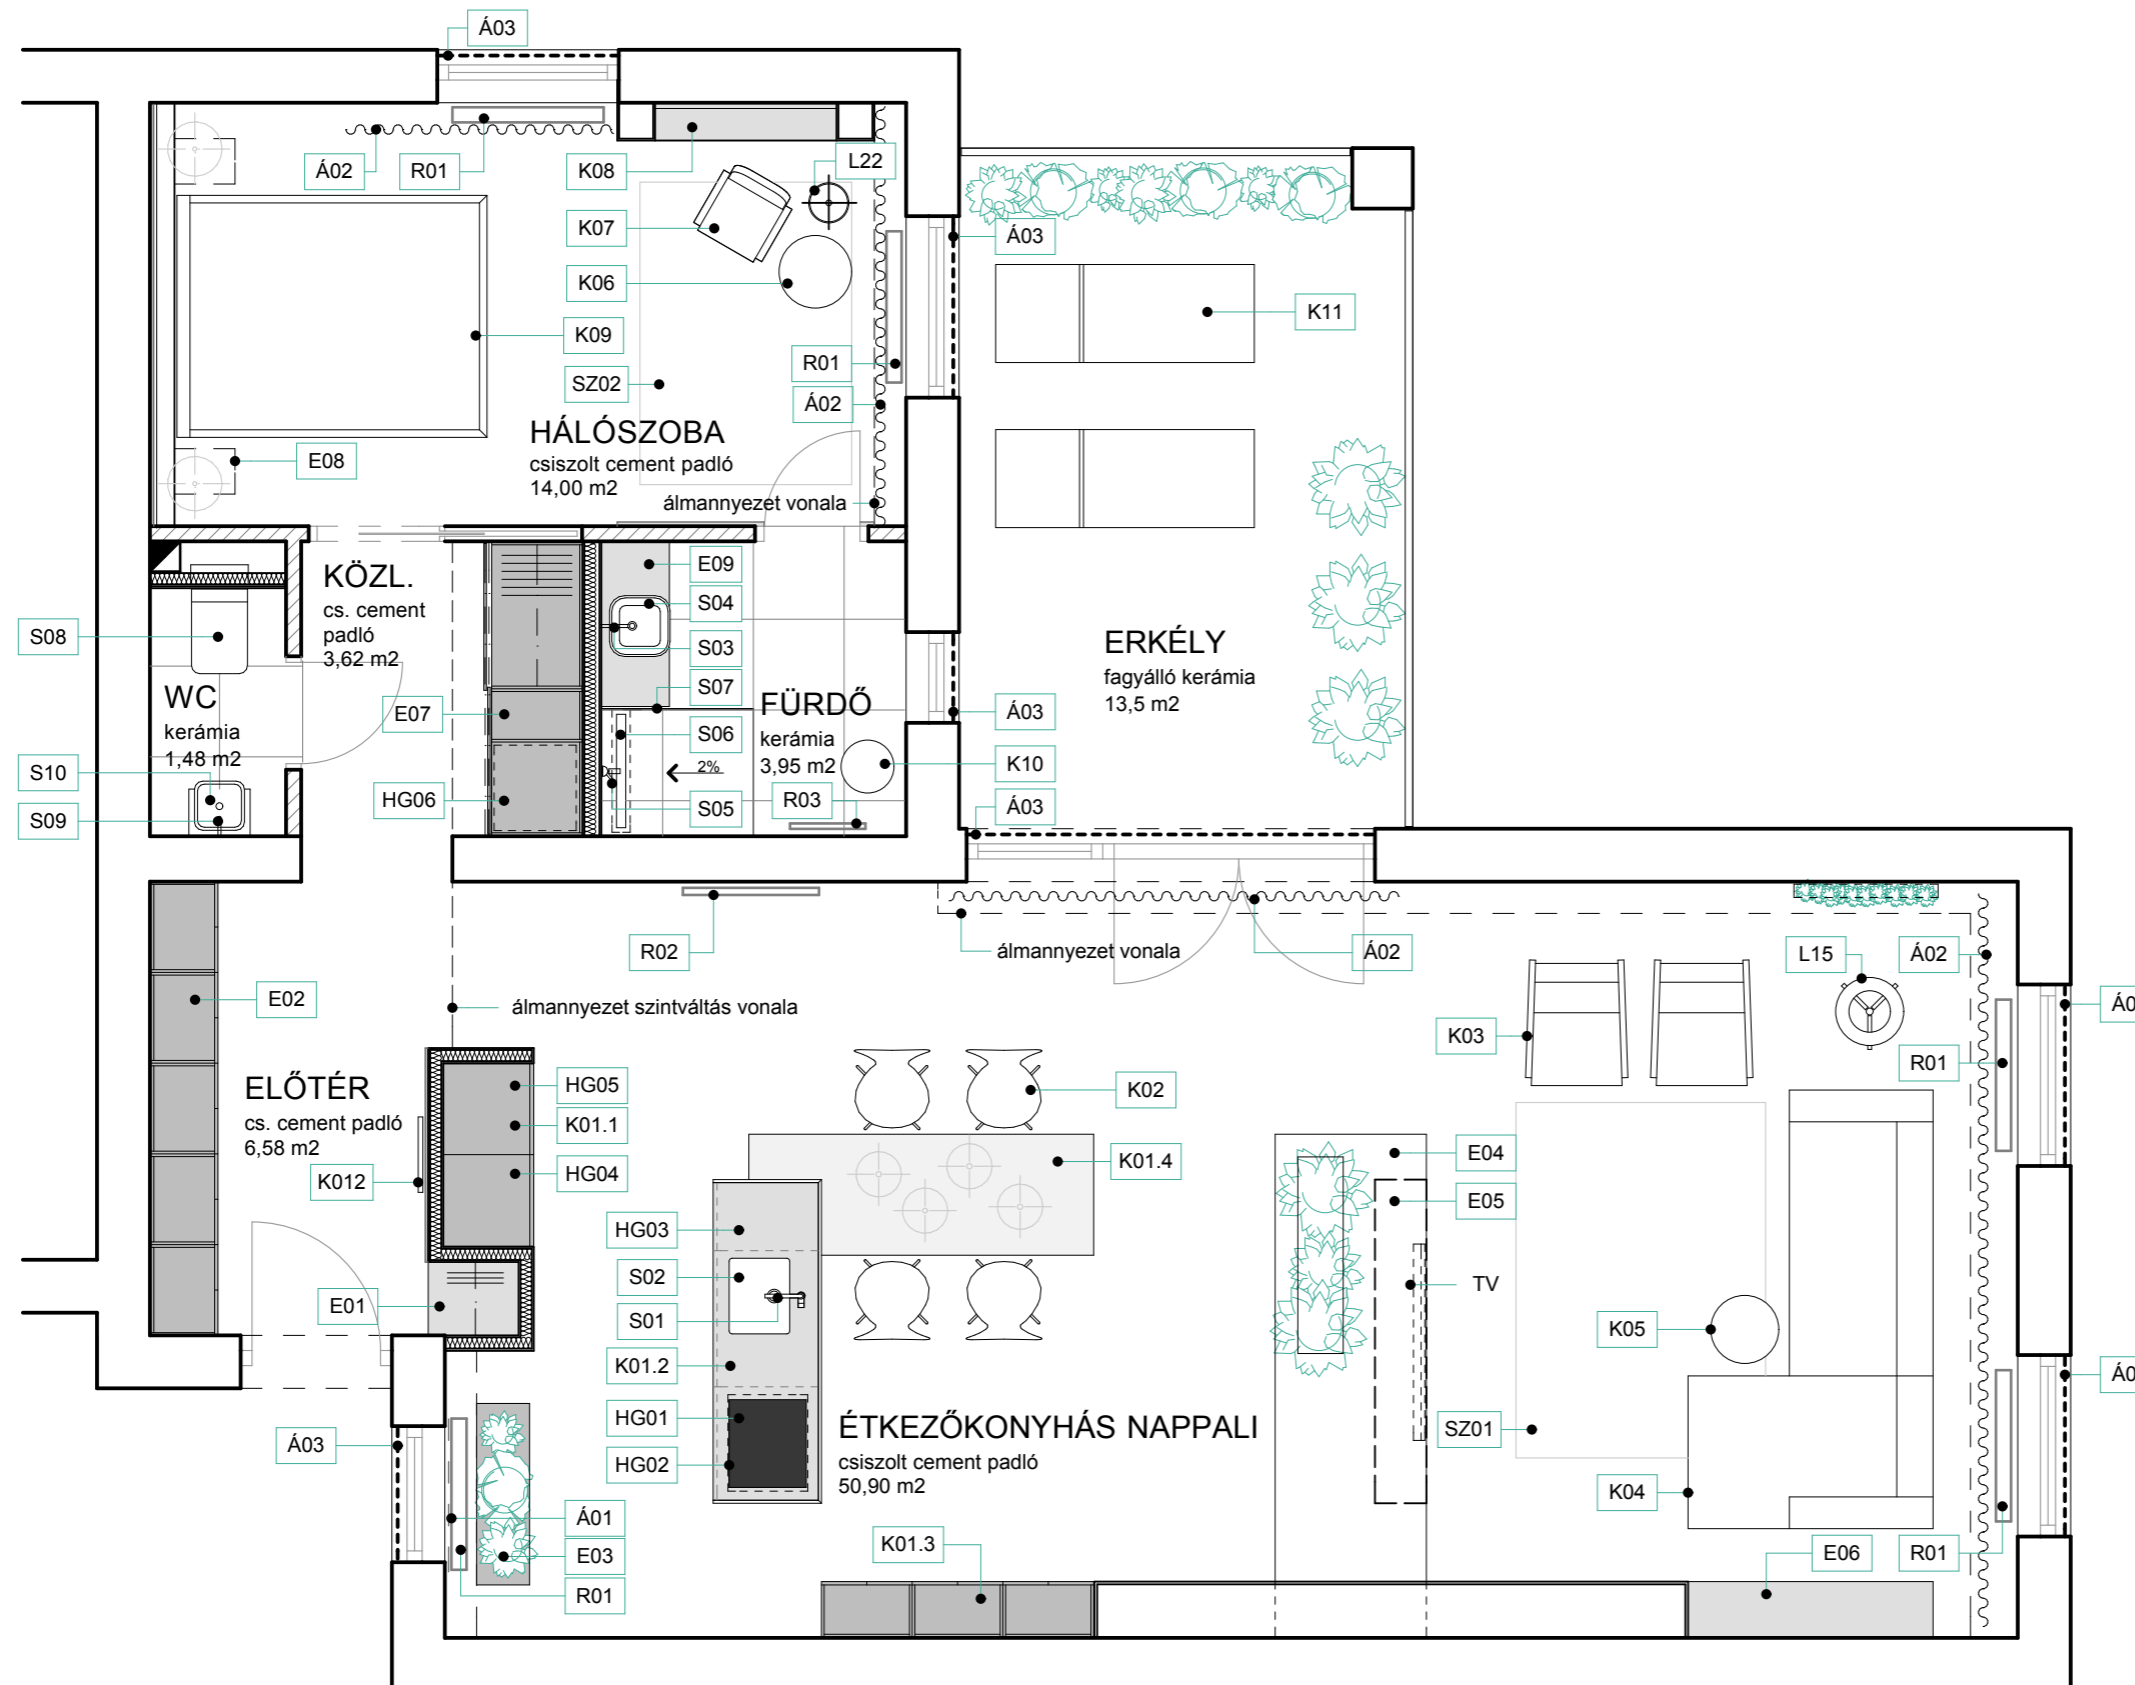 Á03
Á02
R01
K08
L22
K07
K06
K09
SZ02
R01
Á02
Á03
K11
E08
HÁLÓSZOBA
csiszolt cement padló
14,00 m2
álmannyezet vonala
KÖZL.
cs. cement
padló
3,62 m2
E09
S04
S03
S07
S06
S05
S08
WC
kerámia
1,48 m2
S10
S09
E07
HG06
FÜRDŐ
kerámia
3,95 m2
2%
R03
ERKÉLY
fagyálló kerámia
13,5 m2
Á03
K10
Á03
R02
álmannyezet vonala
Á02
L15
Á02
E02
álmannyezet szintváltás vonala
K03
Á0
R01
ELŐTÉR
cs. cement padló
6,58 m2
K012
HG05
K01.1
HG04
K02
K01.4
E04
E05
HG03
S02
S01
K01.2
HG01
HG02
E01
TV
K05
Á0
ÉTKEZŐKONYHÁS NAPPALI
csiszolt cement padló
50,90 m2
SZ01
K04
Á03
Á01
E03
R01
K01.3
E06
R01